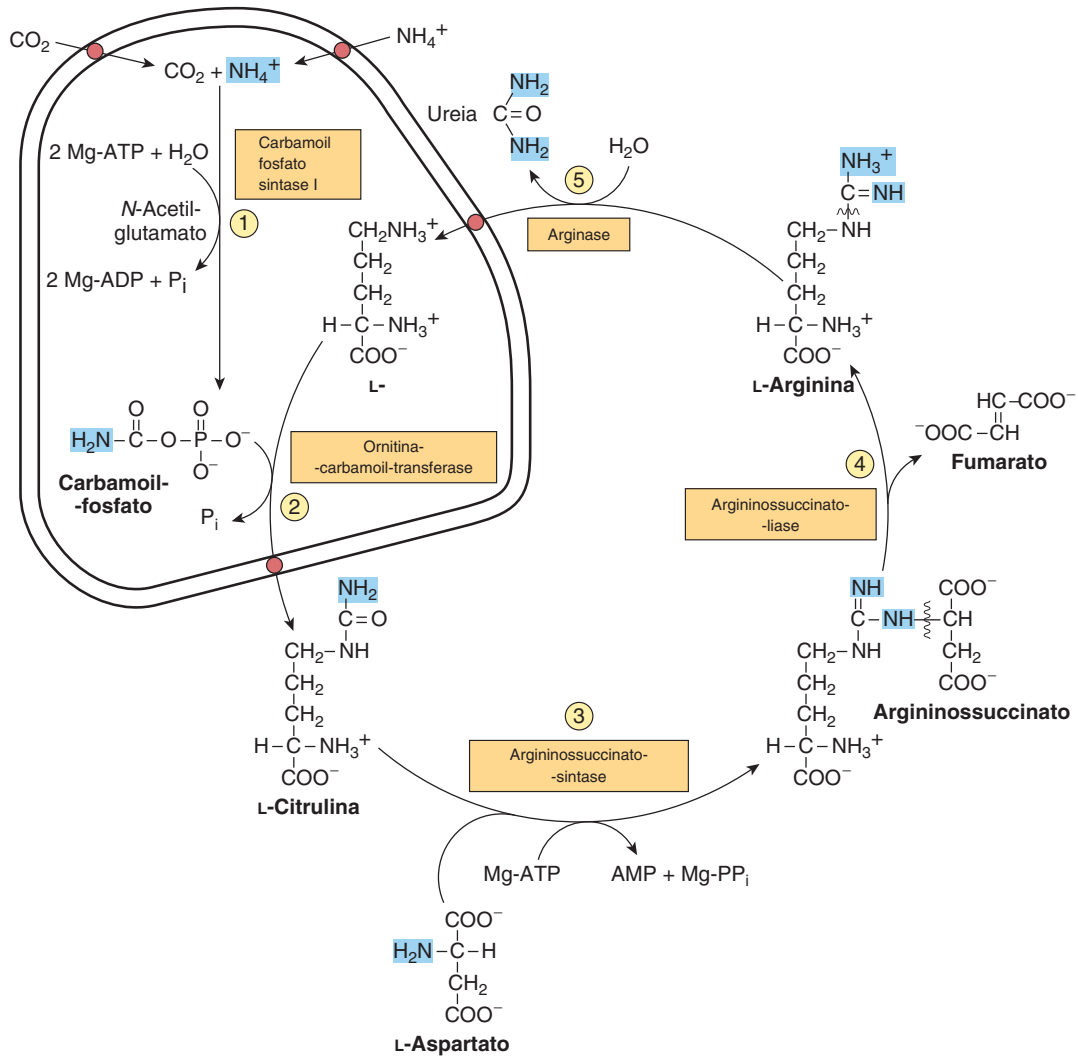 CO₂
NH₄⁺
CO₂ + NH₄⁺
2 Mg-ATP + H₂O
Carbamoil
fosfato
sintase I
N-Acetil-
glutamato
1
2 Mg-ADP + Pᵢ
O
O
H₂N–C–O–P–O⁻
O⁻
Carbamoil-
-fosfato
Pᵢ
CH₂NH₃⁺
CH₂
CH₂
H–C–NH₃⁺
COO⁻
L-
Ornitina-
-carbamoil-transferase
2
NH₂
C=O
CH₂–NH
CH₂
CH₂
H–C–NH₃⁺
COO⁻
L-Citrulina
3
Argininossuccinato-
-sintase
Mg-ATP
AMP + Mg-PPᵢ
COO⁻
H₂N–C–H
CH₂
COO⁻
L-Aspartato
NH
C–NH–CH
COO⁻
CH₂–NH
CH₂
CH₂
COO⁻
CH₂
H–C–NH₃⁺
COO⁻
Argininossuccinato
4
Argininossuccinato-
-liase
HC–COO⁻
⁻OOC–CH
Fumarato
NH₃⁺
C=NH
CH₂–NH
CH₂
CH₂
H–C–NH₃⁺
COO⁻
L-Arginina
5
Arginase
H₂O
Ureia
NH₂
C=O
NH₂